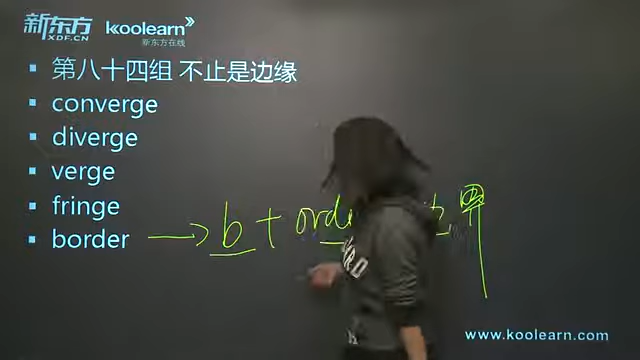 新东方 XDF.CN koolearn 新东方在线
第八十四组 不止是边缘
converge
diverge
verge
fringe
border → b + orde 界
www.koolearn.com